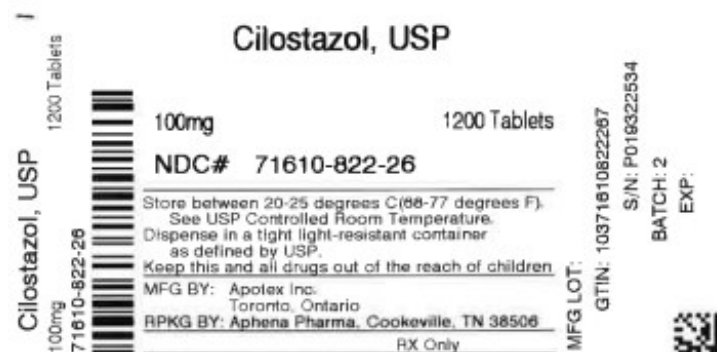 Cilostazol, USP
100mg
1200 Tablets
NDC# 71610-822-26
Store between 20-25 degrees C(68-77 degrees F).
See USP Controlled Room Temperature.
Dispense in a tight light-resistant container
as defined by USP.
Keep this and all drugs out of the reach of children
MFG BY: Apotex Inc.
Toronto, Ontario
RPKG BY: Aphena Pharma, Cookeville, TN 38506
RX Only
Cilostazol, USP
100mg 1200 Tablets
71610-822-26
MFG LOT:
GTIN: 10371610822267
S/N: P019322534
BATCH: 2
EXP: